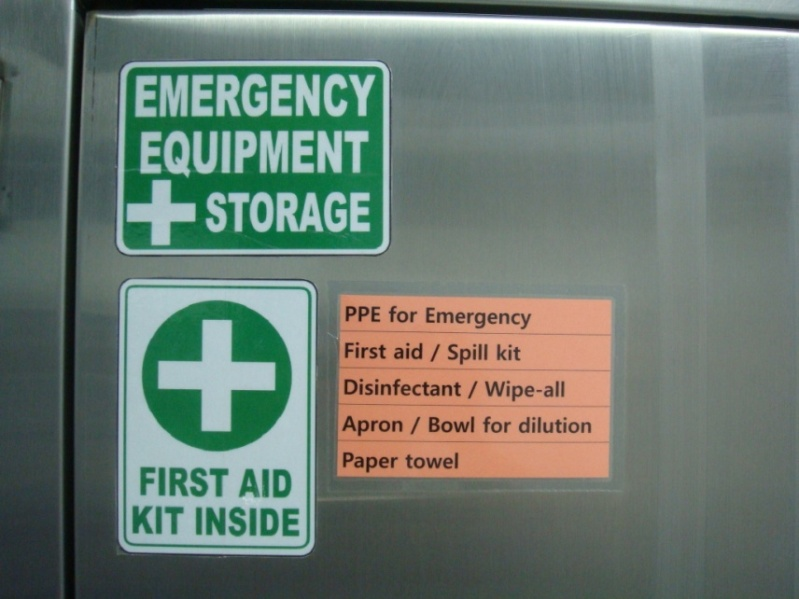 EMERGENCY
EQUIPMENT
STORAGE
FIRST AID
KIT INSIDE
PPE for Emergency
First aid / Spill kit
Disinfectant / Wipe-all
Apron / Bowl for dilution
Paper towel